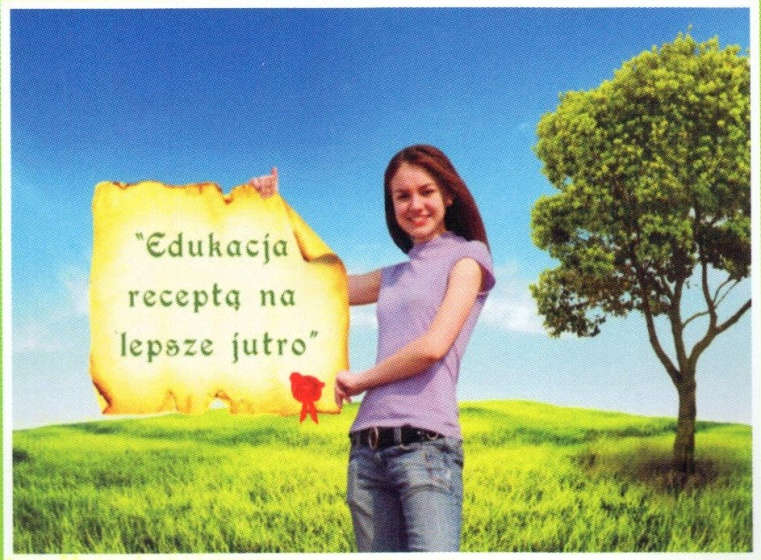 "Edukacja
receptą na
lepsze jutro"